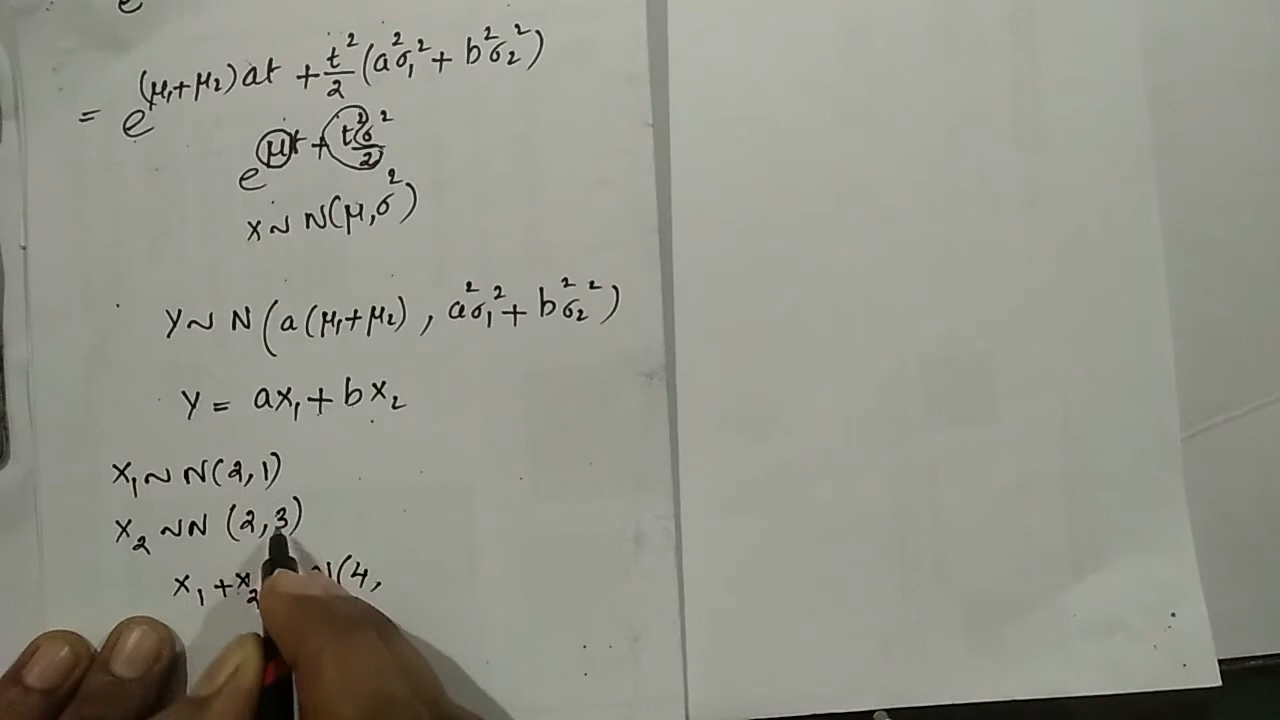 e
= e^(μ₁+μ₂)at + t²/2 (a²σ₁² + b²σ₂²)
e^μt + t²σ²/2
X ~ N(μ, σ²)
Y ~ N(a(μ₁+μ₂), a²σ₁² + b²σ₂²)
Y = aX₁ + bX₂
X₁ ~ N(2, 1)
X₂ ~ N (2, 3)
X₁ + X₂ N(4,